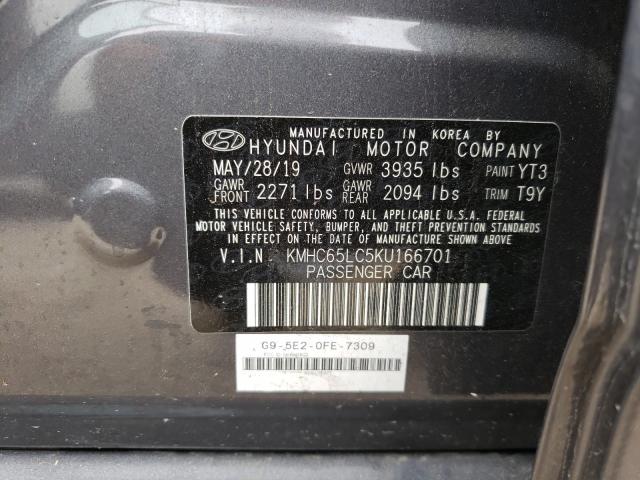 MANUFACTURED IN KOREA BY
HYUNDAI MOTOR COMPANY
MAY/28/19 GVWR 3935 lbs PAINT YT3
GAWR FRONT 2271 lbs GAWR REAR 2094 lbs TRIM T9Y
THIS VEHICLE CONFORMS TO ALL APPLICABLE U.S.A. FEDERAL
MOTOR VEHICLE SAFETY, BUMPER, AND THEFT PREVENTION STANDARDS
IN EFFECT ON THE DATE OF MANUFACTURE SHOWN ABOVE
V.I.N. KMHC65LC5KU166701
PASSENGER CAR
G9-5E2-0FE-7309